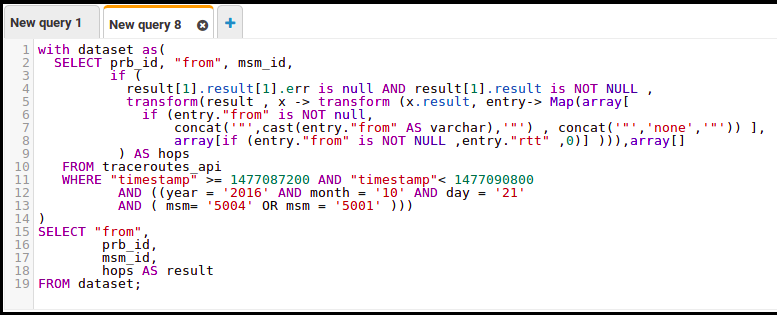 New query 1 New query 8 +
1 with dataset as(
2 SELECT prb_id, "from", msm_id,
3 if (
4 result[1].result[1].err is null AND result[1].result is NOT NULL ,
5 transform(result , x -> transform (x.result, entry-> Map(array[
6 if (entry."from" is NOT null,
7 concat('"',cast(entry."from" AS varchar),'"') , concat('"','none','"')) ],
8 array[if (entry."from" is NOT NULL ,entry."rtt" ,0)] ))),array[]
9 ) AS hops
10 FROM traceroutes_api
11 WHERE "timestamp" >= 1477087200 AND "timestamp"< 1477090800
12 AND ((year = '2016' AND month = '10' AND day = '21'
13 AND ( msm= '5004' OR msm = '5001' )))
14 )
15 SELECT "from",
16 prb_id,
17 msm_id,
18 hops AS result
19 FROM dataset;